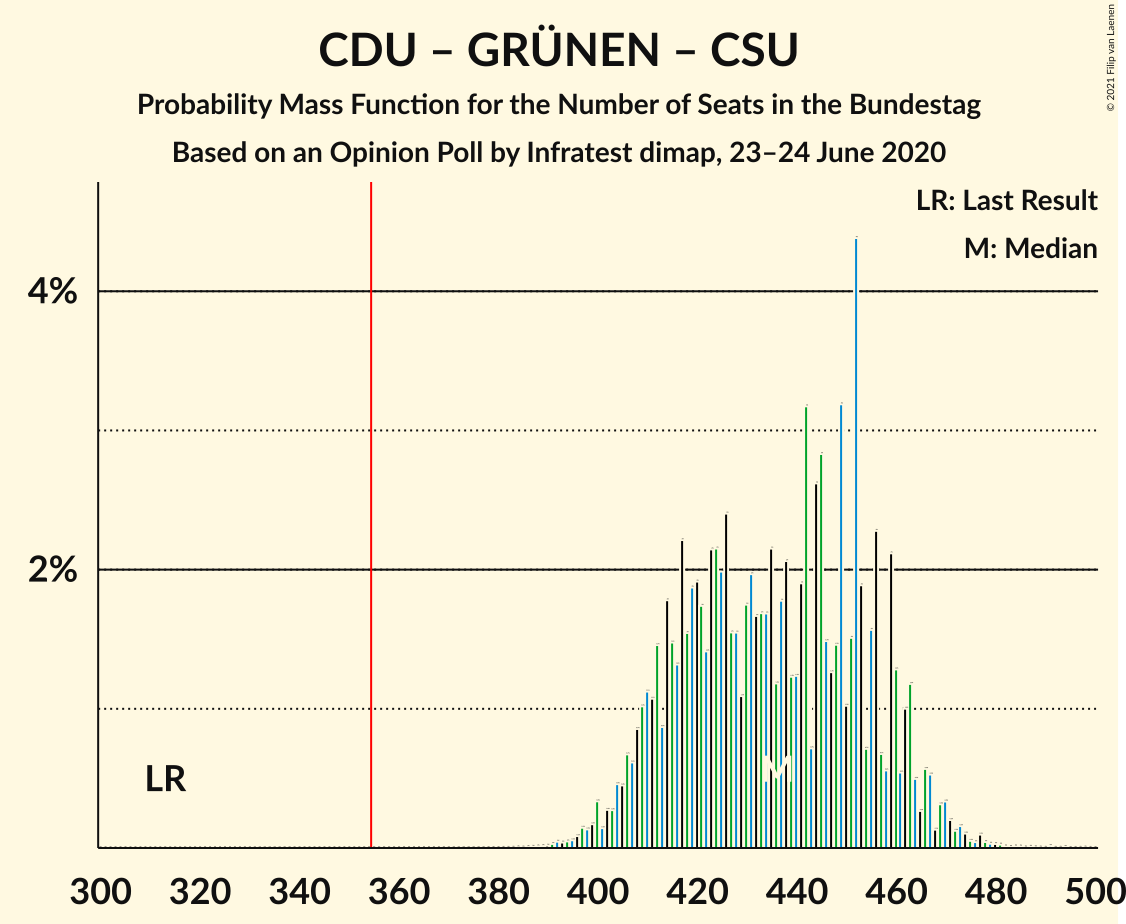 CDU – GRÜNEN – CSU
Probability Mass Function for the Number of Seats in the Bundestag
Based on an Opinion Poll by Infratest dimap, 23–24 June 2020
© 2021 Filip van Laenen
LR: Last Result
M: Median
4%
2%
LR
M
300 320 340 360 380 400 420 440 460 480 500